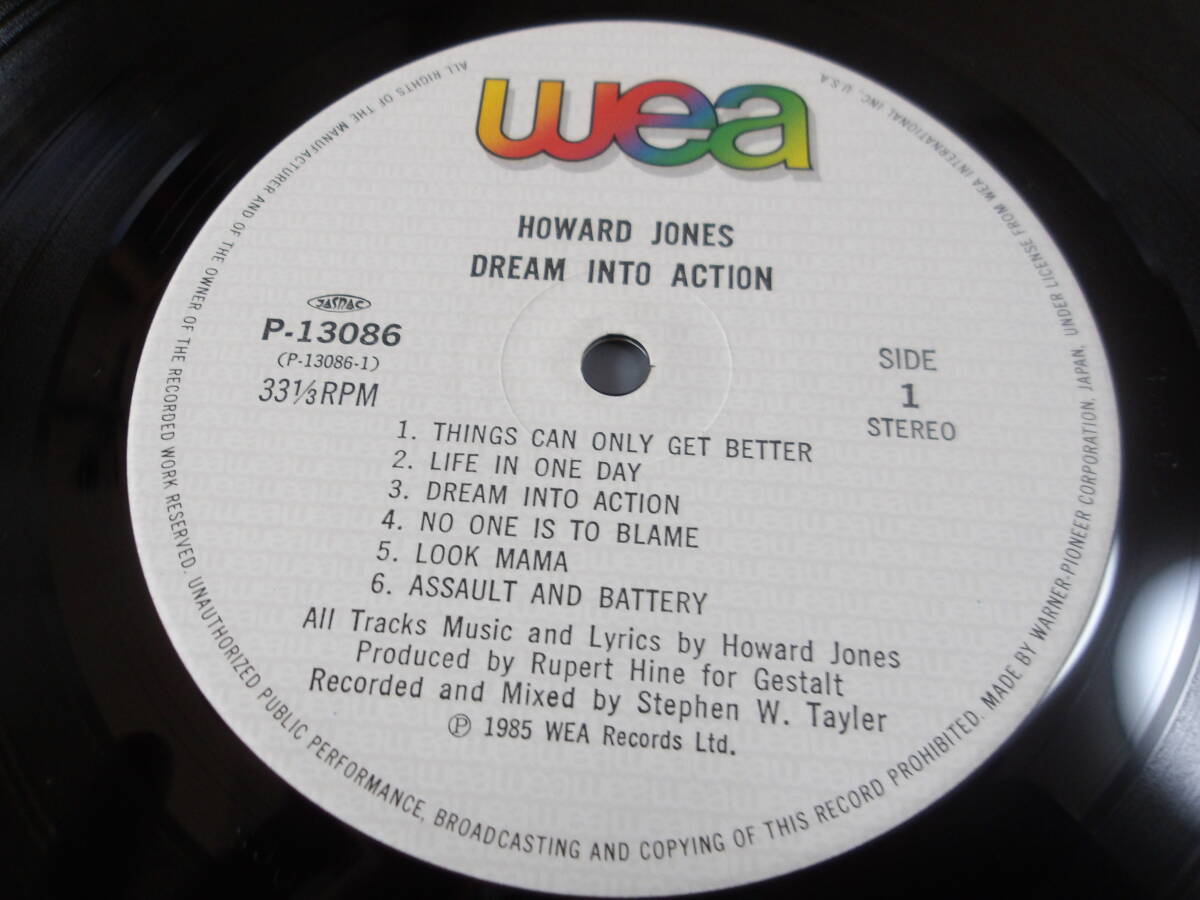 wea
HOWARD JONES
DREAM INTO ACTION
JASRAC
P-13086
(P-13086-1)
33⅓RPM
SIDE
1
STEREO
1. THINGS CAN ONLY GET BETTER
2. LIFE IN ONE DAY
3. DREAM INTO ACTION
4. NO ONE IS TO BLAME
5. LOOK MAMA
6. ASSAULT AND BATTERY
All Tracks Music and Lyrics by Howard Jones
Produced by Rupert Hine for Gestalt
Recorded and Mixed by Stephen W. Tayler
Ⓟ 1985 WEA Records Ltd.
ALL RIGHTS OF THE MANUFACTURER AND OF THE OWNER OF THE RECORDED WORK RESERVED. UNAUTHORIZED PUBLIC PERFORMANCE, BROADCASTING AND COPYING OF THIS RECORD PROHIBITED. MADE BY WARNER-PIONEER CORPORATION, JAPAN, UNDER LICENSE FROM WEA INTERNATIONAL INC., U.S.A